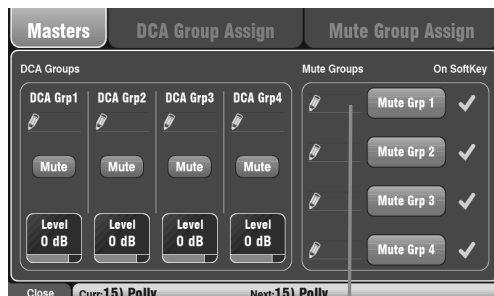 Masters DCA Group Assign Mute Group Assign
DCA Groups Mute Groups On SoftKey
DCA Grp1 DCA Grp2 DCA Grp3 DCA Grp4 Mute Grp 1
Mute Mute Mute Mute Mute Grp 2
Mute Grp 3
Level Level Level Level
0 dB 0 dB 0 dB 0 dB Mute Grp 4
Close Curr:15) Polly Next:15) Polly